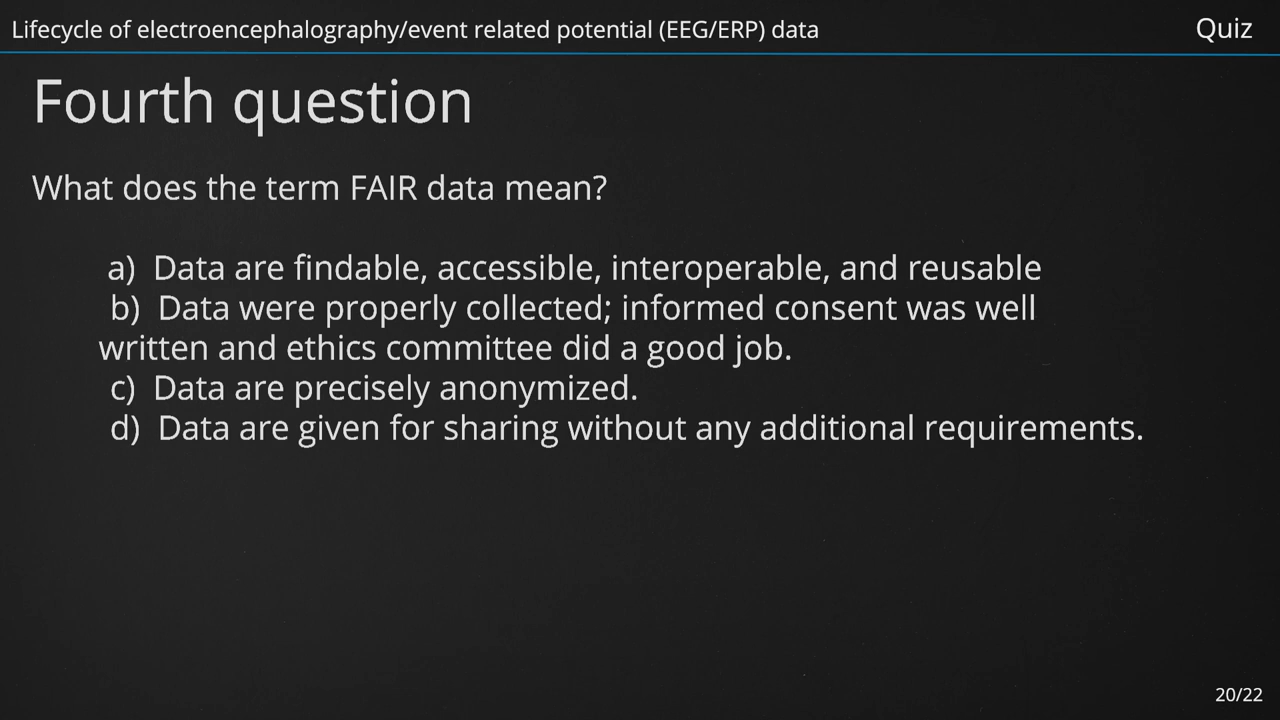 Lifecycle of electroencephalography/event related potential (EEG/ERP) data
Quiz
Fourth question
What does the term FAIR data mean?
a) Data are findable, accessible, interoperable, and reusable
b) Data were properly collected; informed consent was well
written and ethics committee did a good job.
c) Data are precisely anonymized.
d) Data are given for sharing without any additional requirements.
20/22